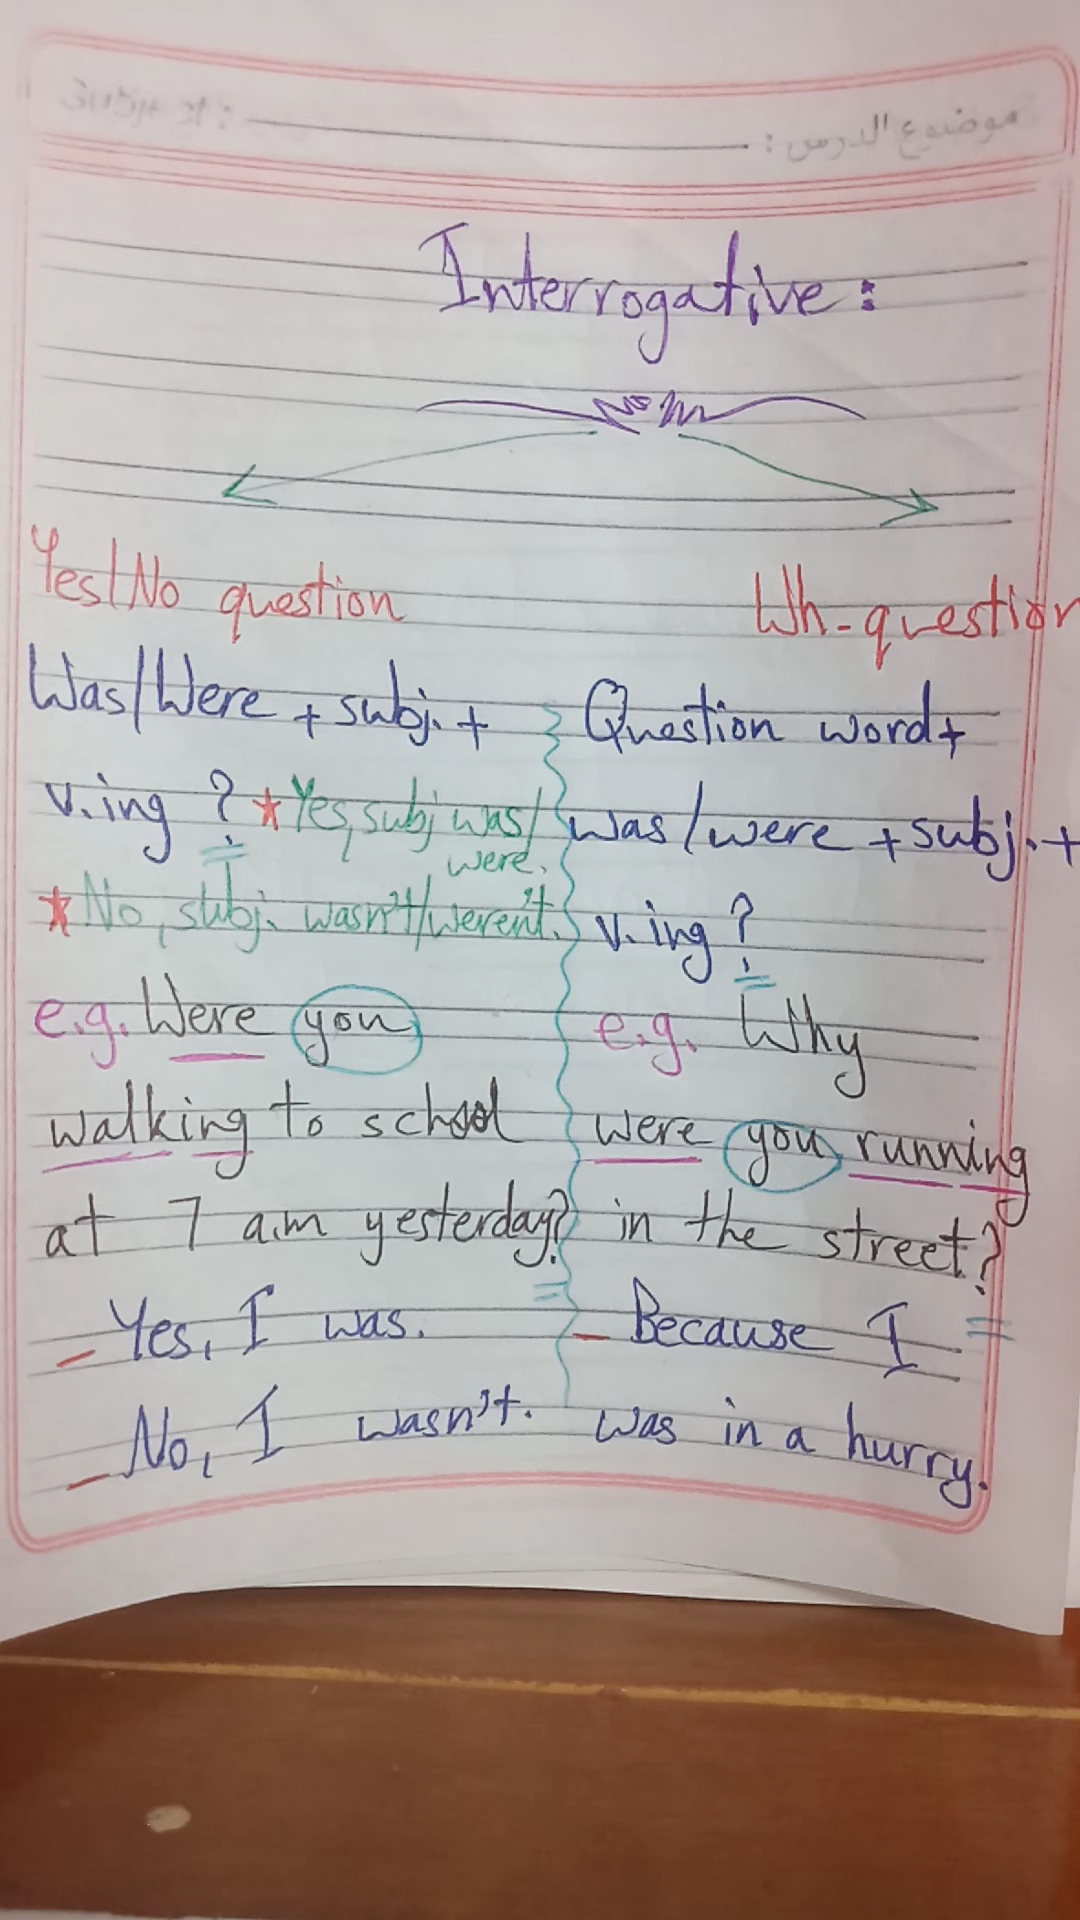 Subject : موضوع الدرس :
Interrogative :
Yes/No question
Was/Were + subj. +
v.ing ? * Yes, subj was/
were.
* No, subj. wasn't/weren't.
e.g. Were you
walking to school
at 7 a.m yesterday?
- Yes, I was.
- No, I wasn't.
Wh-question
Question word +
was/were + subj. +
v.ing ?
e.g. Why
were you running
in the street?
- Because I
was in a hurry.